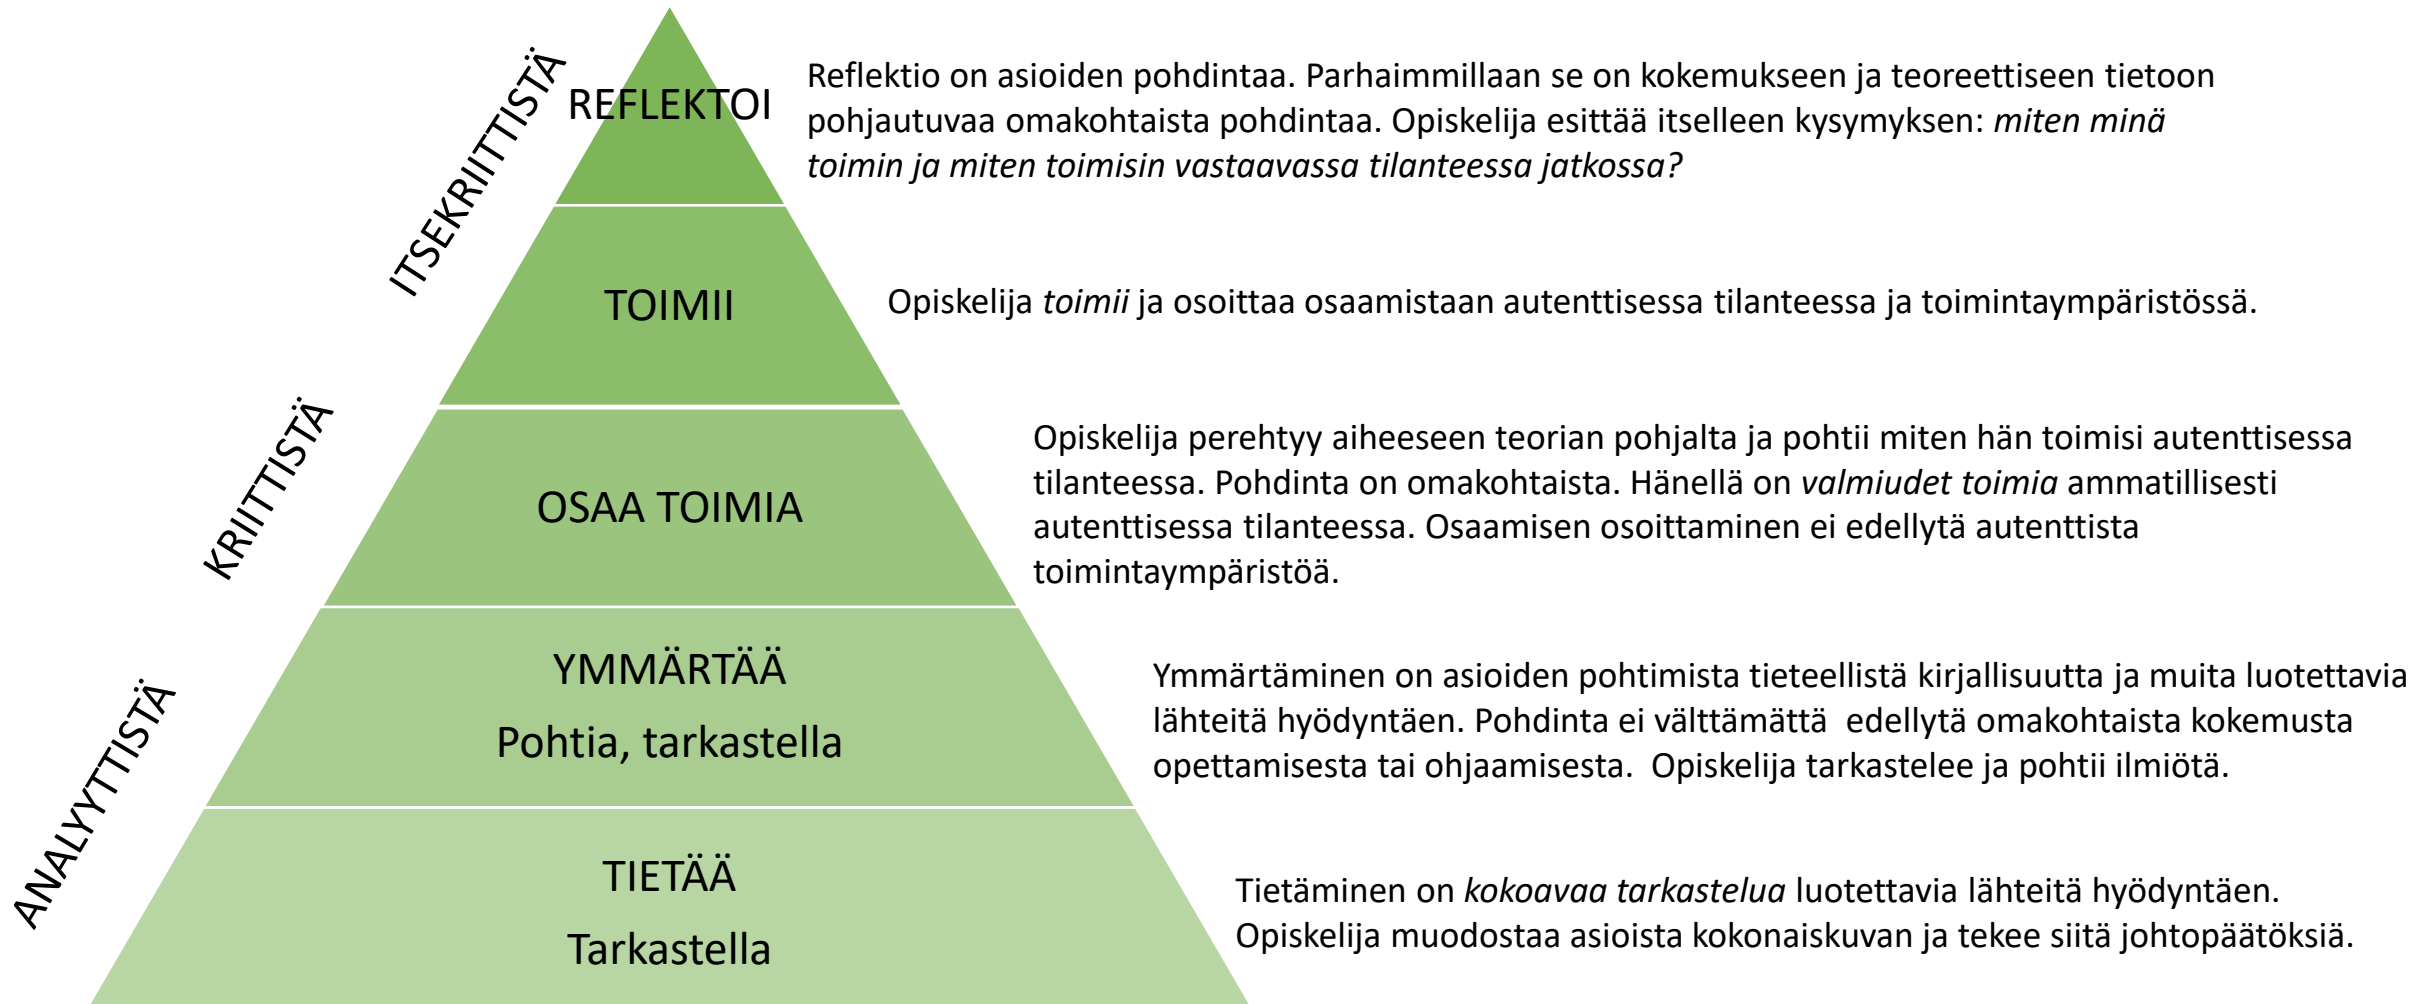 ITSEKRIITTISTÄ
REFLEKTOI
Reflektio on asioiden pohdintaa. Parhaimmillaan se on kokemukseen ja teoreettiseen tietoon
pohjautuvaa omakohtaista pohdintaa. Opiskelija esittää itselleen kysymyksen: miten minä
toimin ja miten toimisin vastaavassa tilanteessa jatkossa?
TOIMII
Opiskelija toimii ja osoittaa osaamistaan autenttisessa tilanteessa ja toimintaympäristössä.
KRIITTISTÄ
OSAA TOIMIA
Opiskelija perehtyy aiheeseen teorian pohjalta ja pohtii miten hän toimisi autenttisessa
tilanteessa. Pohdinta on omakohtaista. Hänellä on valmiudet toimia ammatillisesti
autenttisessa tilanteessa. Osaamisen osoittaminen ei edellytä autenttista
toimintaympäristöä.
ANALYYTTISTÄ
YMMÄRTÄÄ
Pohtia, tarkastella
Ymmärtäminen on asioiden pohtimista tieteellistä kirjallisuutta ja muita luotettavia
lähteitä hyödyntäen. Pohdinta ei välttämättä  edellytä omakohtaista kokemusta
opettamisesta tai ohjaamisesta.  Opiskelija tarkastelee ja pohtii ilmiötä.
TIETÄÄ
Tarkastella
Tietäminen on kokoavaa tarkastelua luotettavia lähteitä hyödyntäen.
Opiskelija muodostaa asioista kokonaiskuvan ja tekee siitä johtopäätöksiä.